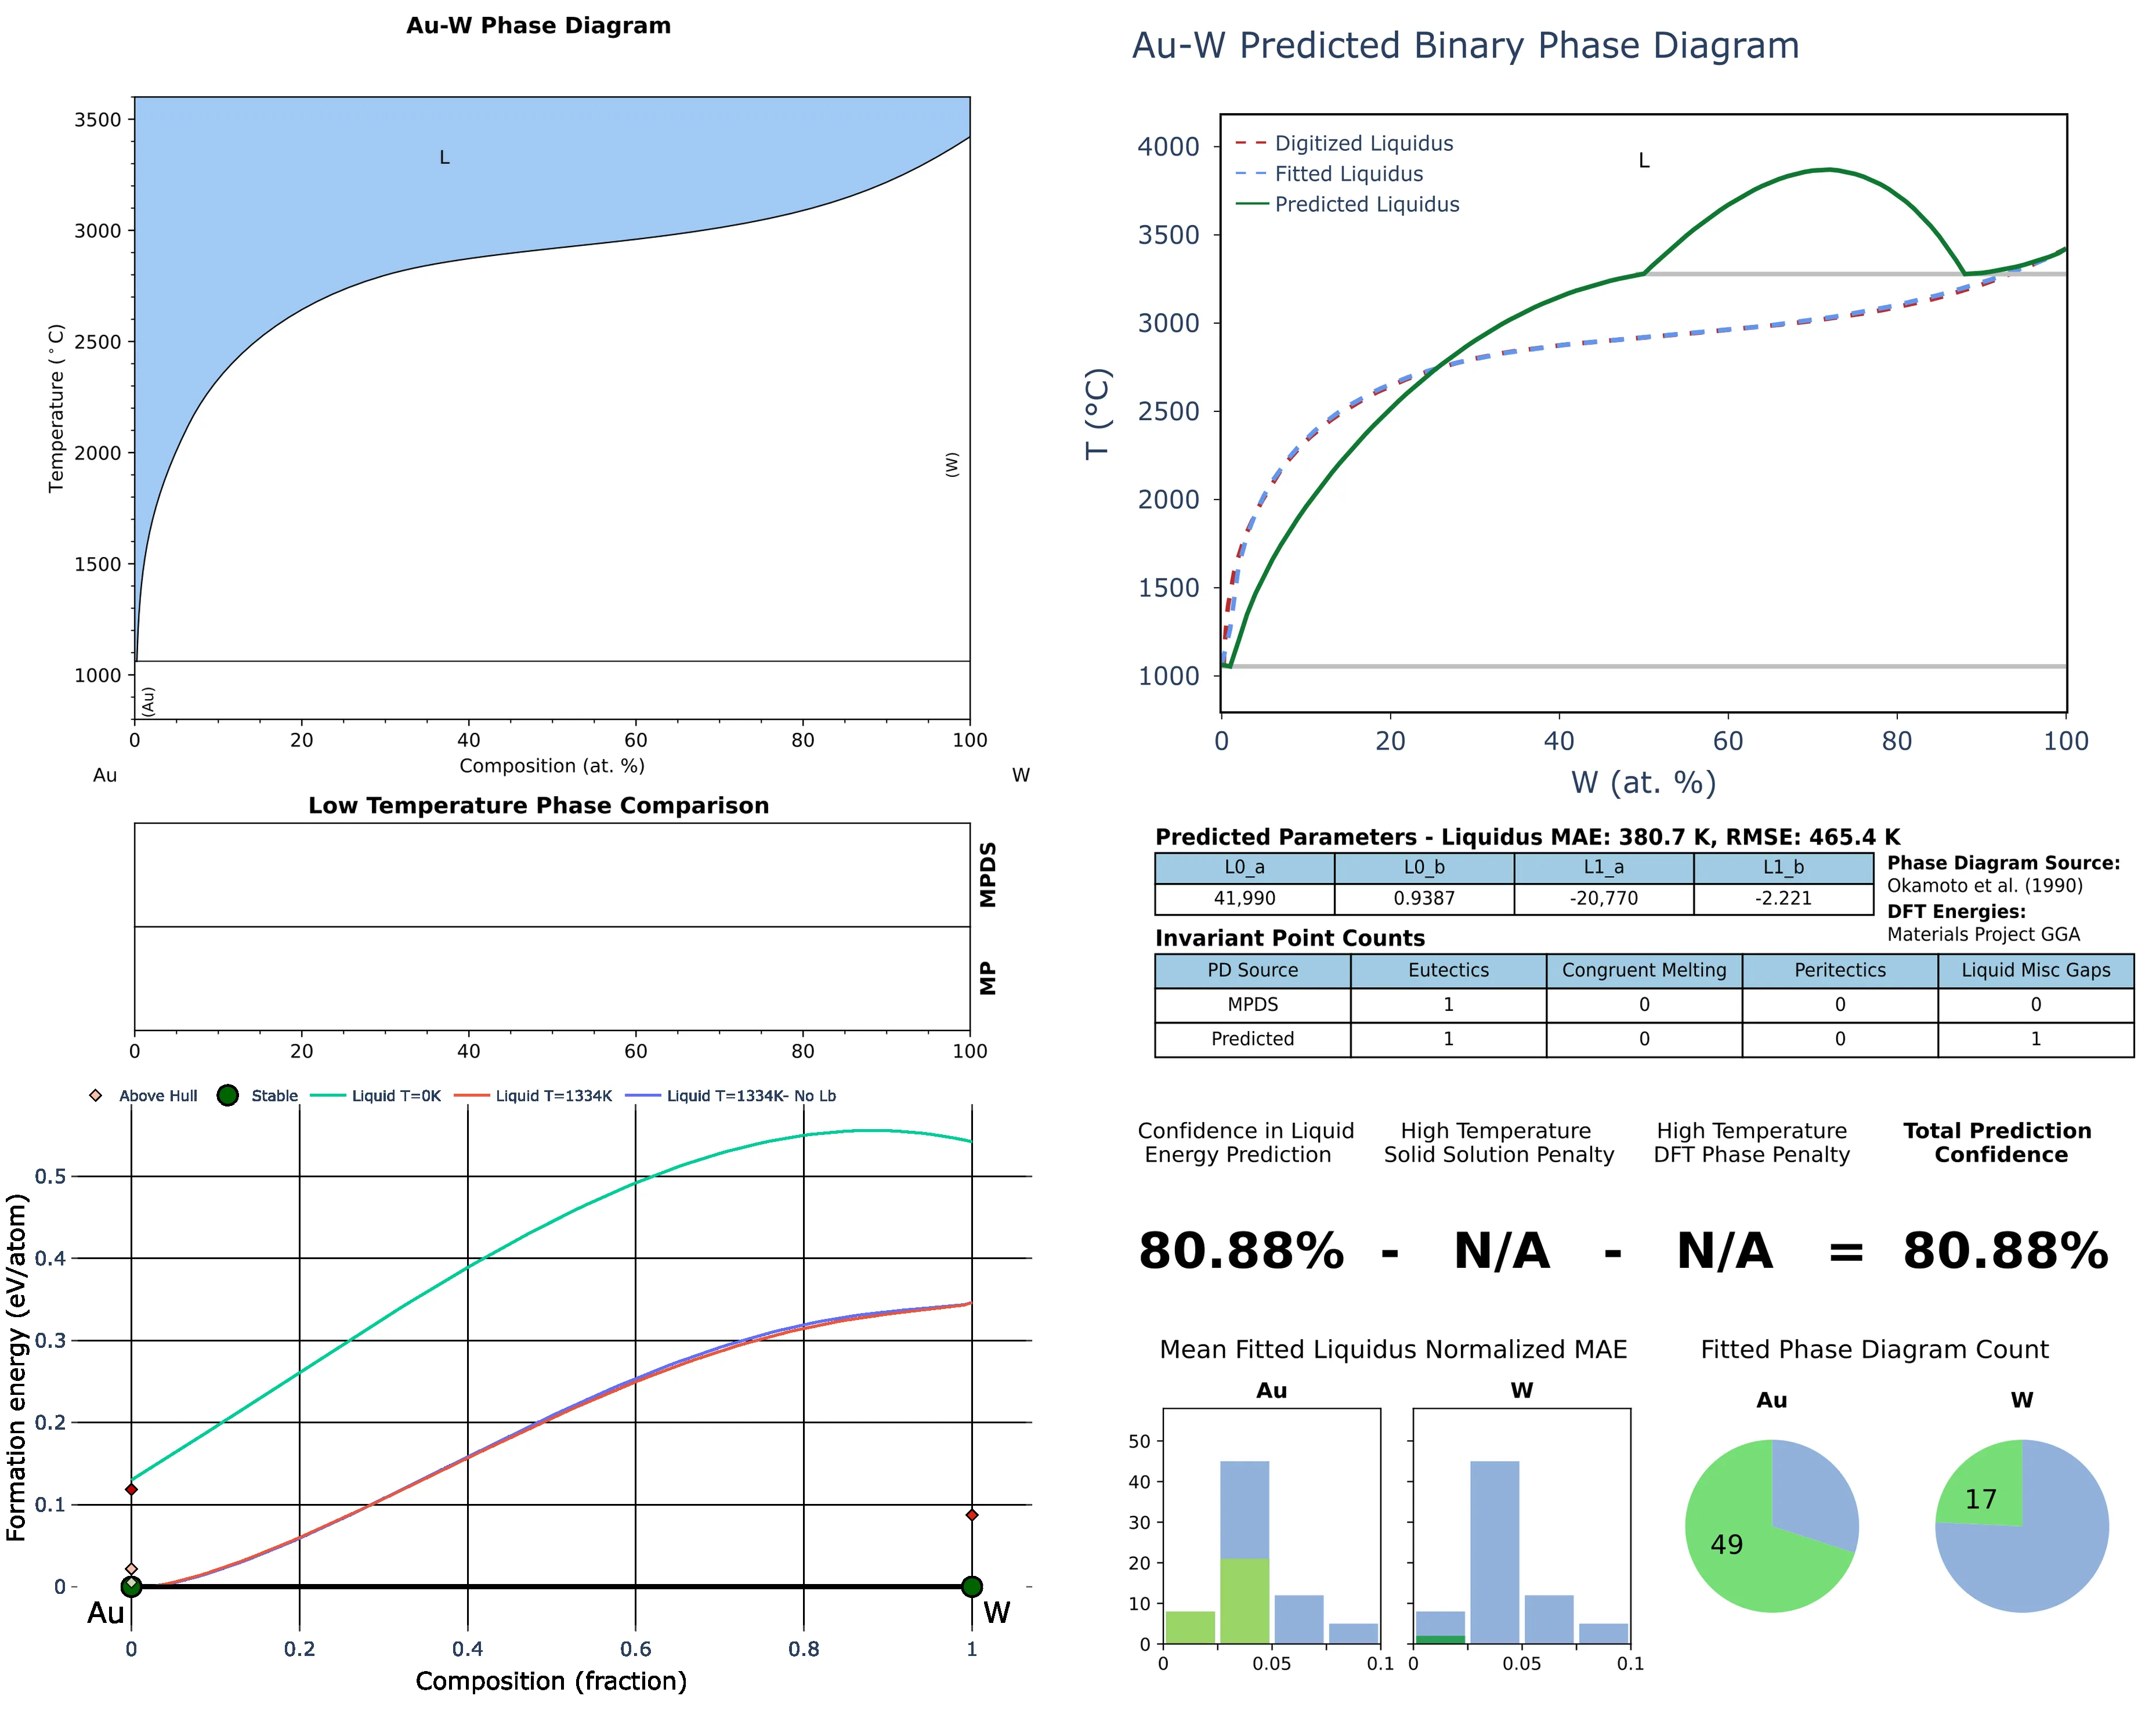 Au-W Phase Diagram
3500
3000
2500
2000
1500
1000
Temperature (°C)
L
(W)
(Au)
0 20 40 60 80 100
Composition (at. %)
Au W
Low Temperature Phase Comparison
MPDS
MP
0 20 40 60 80 100
Above Hull Stable Liquid T=0K Liquid T=1334K Liquid T=1334K- No Lb
0.5
0.4
0.3
0.2
0.1
0
Formation energy (eV/atom)
Au W
0 0.2 0.4 0.6 0.8 1
Composition (fraction)
Au-W Predicted Binary Phase Diagram
Digitized Liquidus
Fitted Liquidus
Predicted Liquidus
L
4000
3500
3000
2500
2000
1500
1000
T (°C)
0 20 40 60 80 100
W (at. %)
Predicted Parameters - Liquidus MAE: 380.7 K, RMSE: 465.4 K
L0_a L0_b L1_a L1_b
41,990 0.9387 -20,770 -2.221
Phase Diagram Source:
Okamoto et al. (1990)
DFT Energies:
Materials Project GGA
Invariant Point Counts
PD Source Eutectics Congruent Melting Peritectics Liquid Misc Gaps
MPDS 1 0 0 0
Predicted 1 0 0 1
Confidence in Liquid
Energy Prediction
High Temperature
Solid Solution Penalty
High Temperature
DFT Phase Penalty
Total Prediction
Confidence
80.88% - N/A - N/A = 80.88%
Mean Fitted Liquidus Normalized MAE
Au W
50
40
30
20
10
0
0 0.05 0.1 0 0.05 0.1
Fitted Phase Diagram Count
Au W
49 17